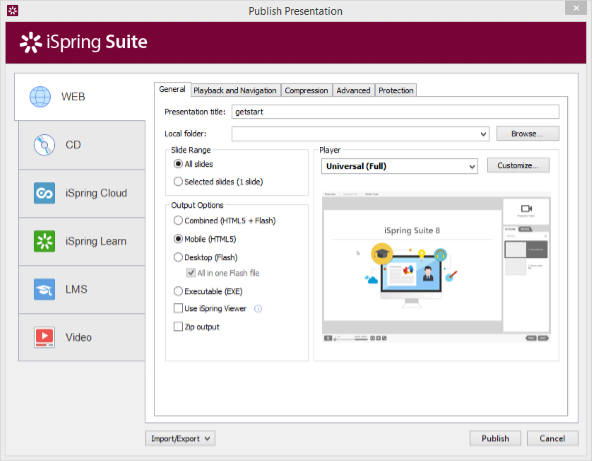 Publish Presentation
iSpring Suite
WEB
CD
iSpring Cloud
iSpring Learn
LMS
Video
General
Playback and Navigation
Compression
Advanced
Protection
Presentation title:
getstart
Local folder:
Browse...
Slide Range
All slides
Selected slides (1 slide)
Output Options
Combined (HTML5 + Flash)
Mobile (HTML5)
Desktop (Flash)
All in one Flash file
Executable (EXE)
Use iSpring Viewer
Zip output
Player
Universal (Full)
Customize...
iSpring Suite 8
Import/Export
Publish
Cancel